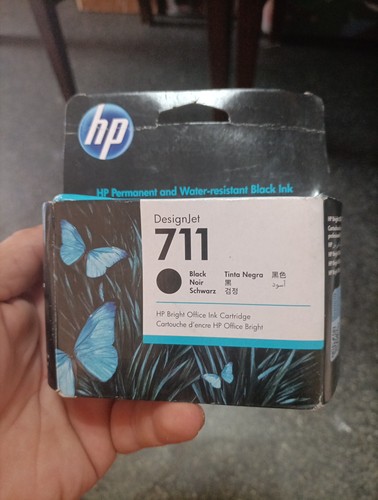 hp
HP Permanent and Water-resistant Black Ink
DesignJet
711
Black Tinta Negra 黑色
Noir 黒 أسود
Schwarz 검정
HP Bright Office Ink Cartridge
Cartouche d'encre HP Office Bright